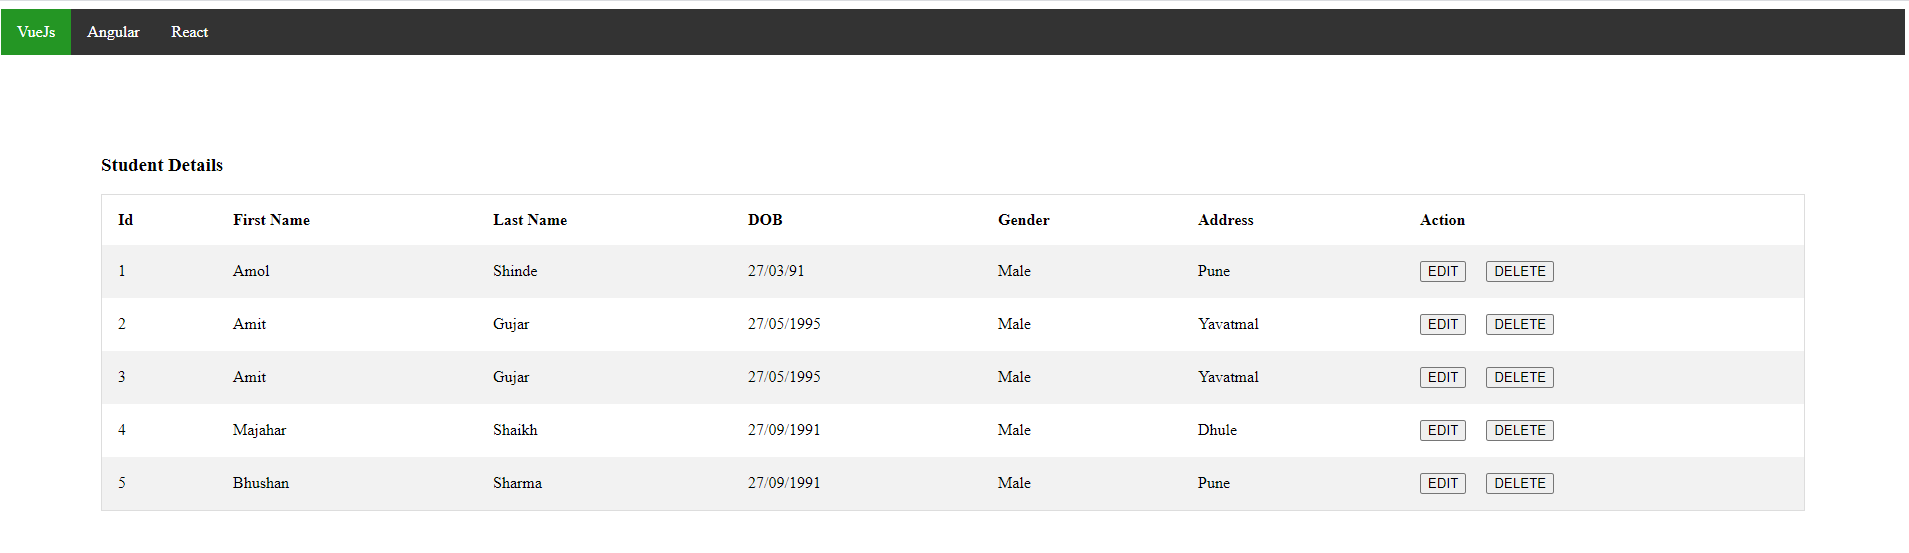 VueJs Angular React
Student Details
Id First Name Last Name DOB Gender Address Action
1 Amol Shinde 27/03/91 Male Pune EDIT DELETE
2 Amit Gujar 27/05/1995 Male Yavatmal EDIT DELETE
3 Amit Gujar 27/05/1995 Male Yavatmal EDIT DELETE
4 Majahar Shaikh 27/09/1991 Male Dhule EDIT DELETE
5 Bhushan Sharma 27/09/1991 Male Pune EDIT DELETE